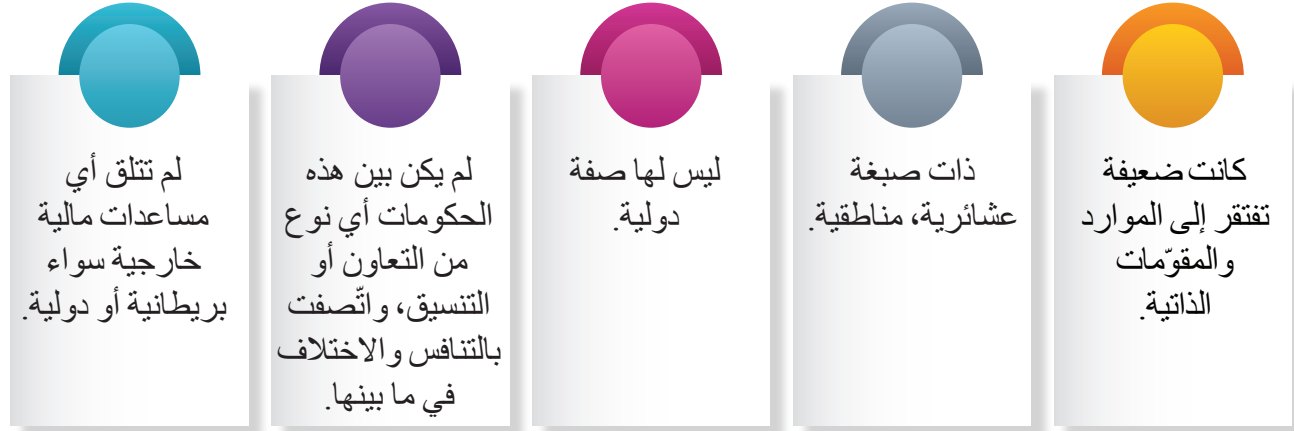 كانت ضعيفة
تفتقر إلى الموارد
والمقوّمات
الذاتية.
ذات صبغة
عشائرية، مناطقية.
ليس لها صفة
دولية.
لم يكن بين هذه
الحكومات أي نوع
من التعاون أو
التنسيق، واتّصفت
بالتنافس والاختلاف
في ما بينها.
لم تتلق أي
مساعدات مالية
خارجية سواء
بريطانية أو دولية.